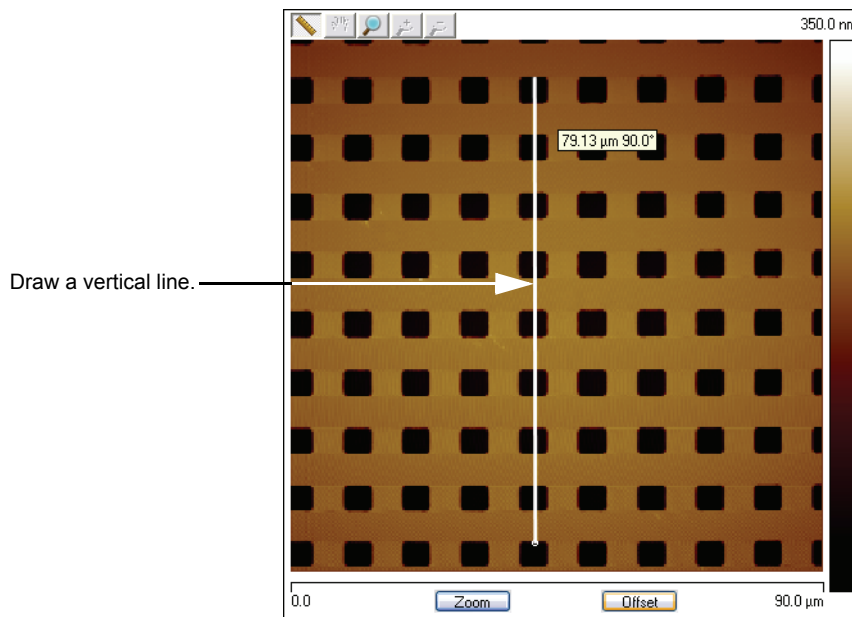 350.0 nm
79.13 µm 90.0°
Draw a vertical line.
0.0 Zoom Offset 90.0 µm